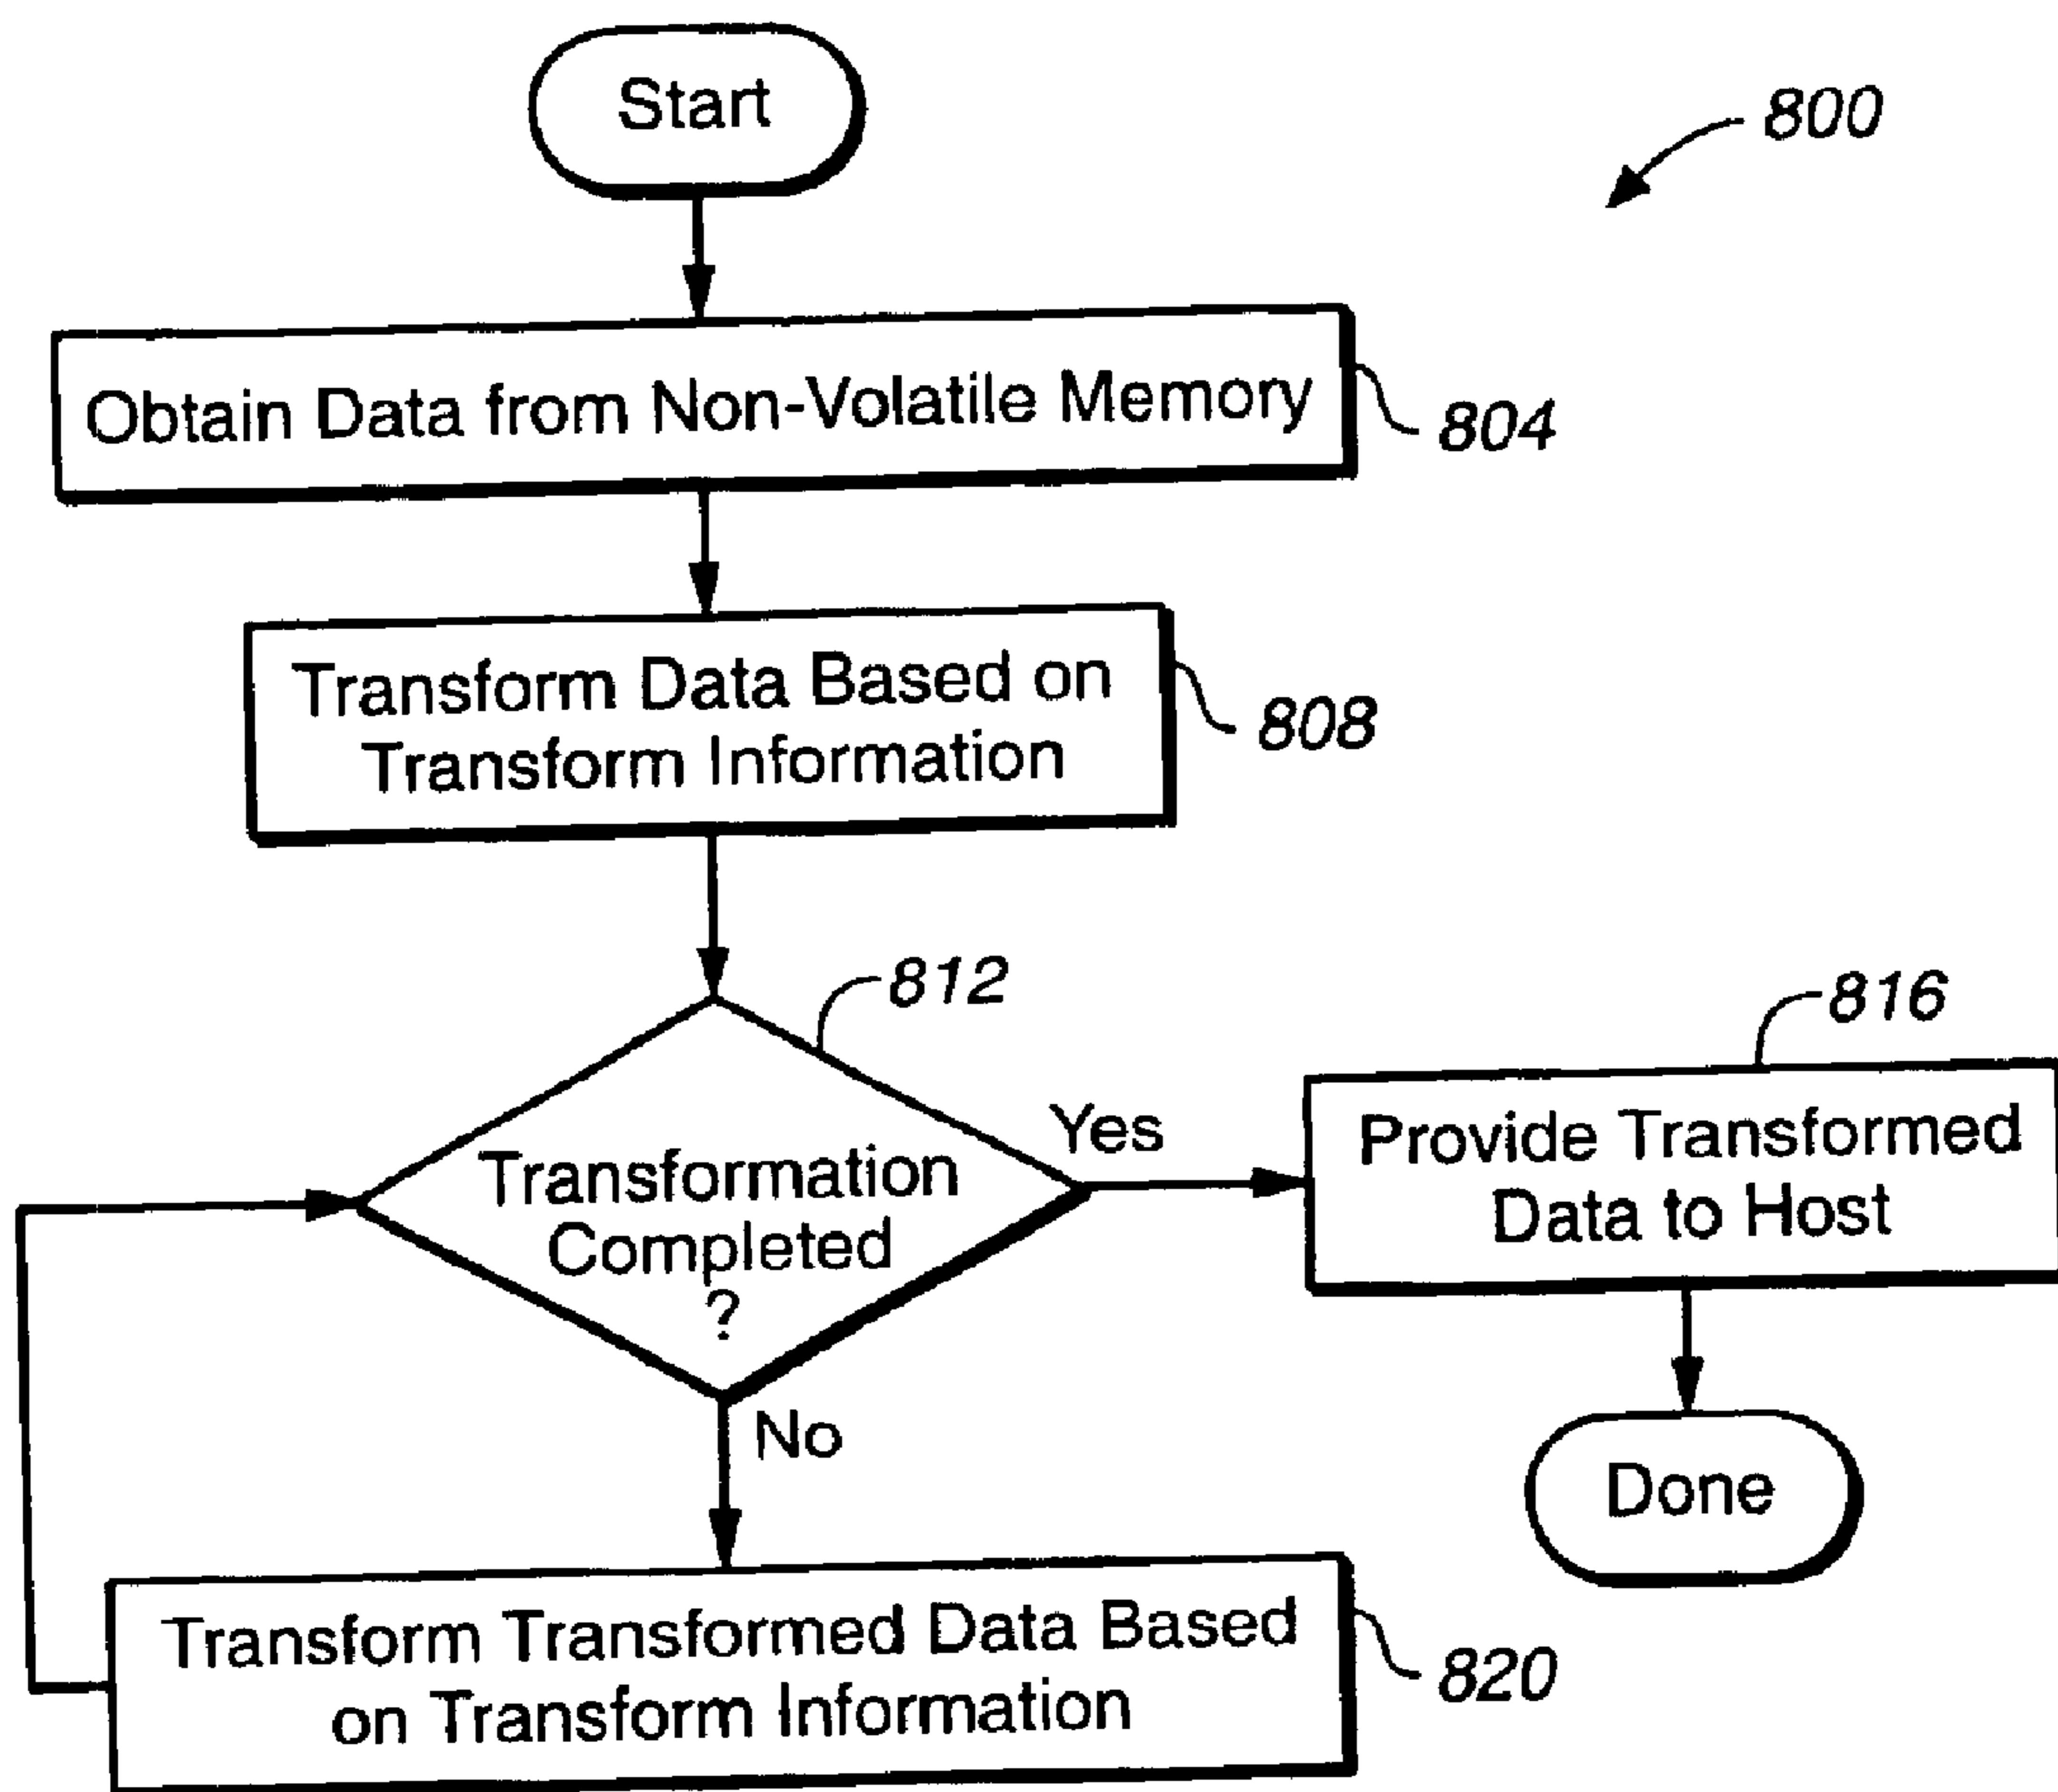 Start
800
Obtain Data from Non-Volatile Memory
804
Transform Data Based on
Transform Information
808
812
816
Transformation
Completed
?
Yes
Provide Transformed
Data to Host
No
Done
Transform Transformed Data Based
on Transform Information
820